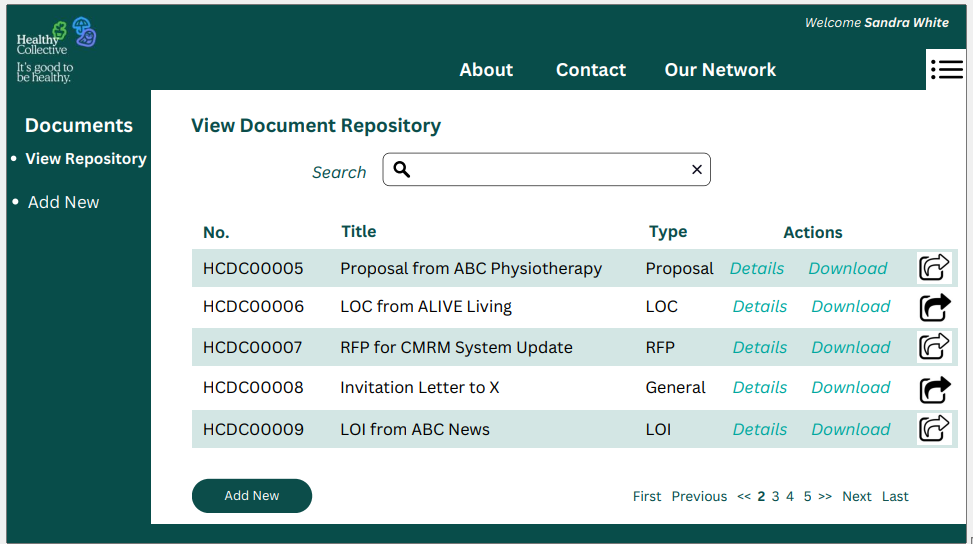 Welcome Sandra White
Healthy
Collective
It's good to
be healthy.
About Contact Our Network
Documents
• View Repository
• Add New
View Document Repository
Search
×
No. Title Type Actions
HCDC00005 Proposal from ABC Physiotherapy Proposal Details Download
HCDC00006 LOC from ALIVE Living LOC Details Download
HCDC00007 RFP for CMRM System Update RFP Details Download
HCDC00008 Invitation Letter to X General Details Download
HCDC00009 LOI from ABC News LOI Details Download
Add New
First Previous << 2 3 4 5 >> Next Last